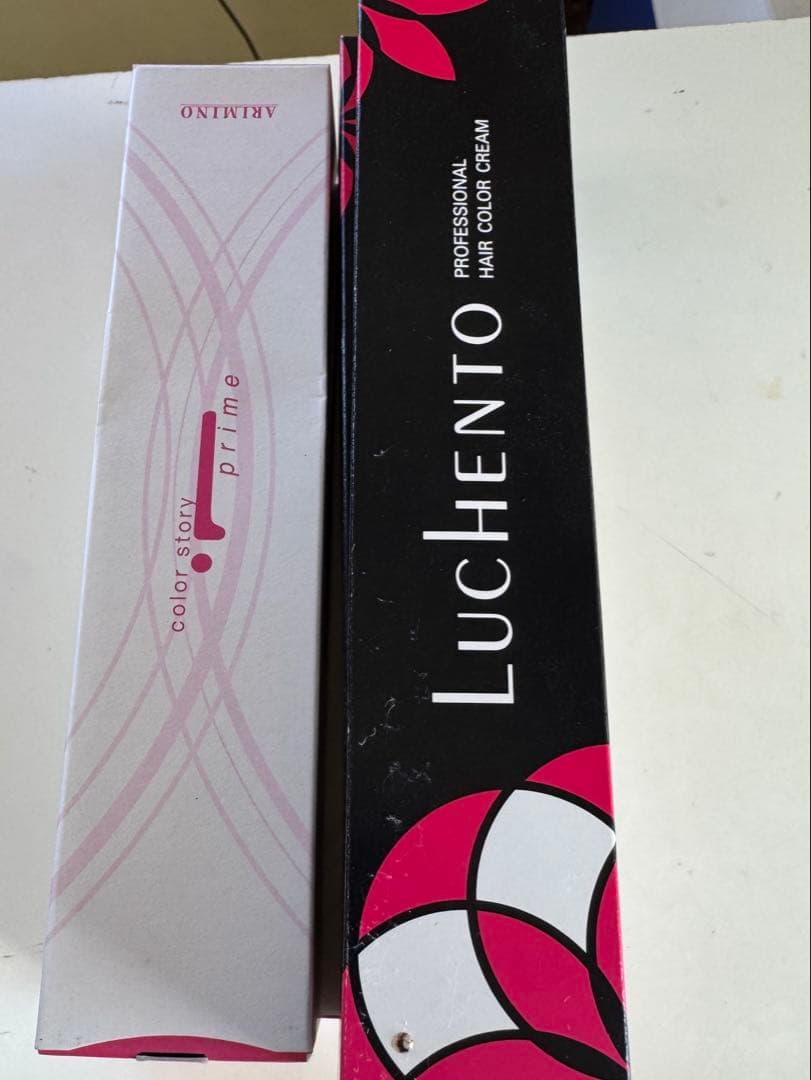 ARIMINO
color story
i
prime
LUCHENTO
PROFESSIONAL
HAIR COLOR CREAM